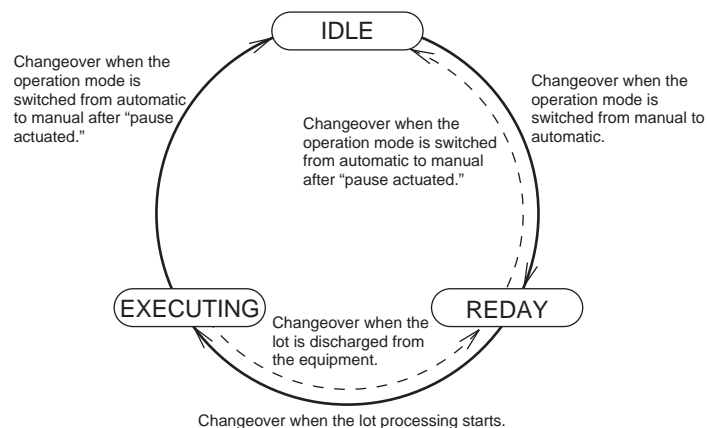 IDLE
Changeover when the
operation mode is
switched from automatic
to manual after “pause
actuated.”
Changeover when the
operation mode is
switched from manual to
automatic.
Changeover when the
operation mode is switched
from automatic to manual
after “pause actuated.”
EXECUTING
REDAY
Changeover when the
lot is discharged from
the equipment.
Changeover when the lot processing starts.